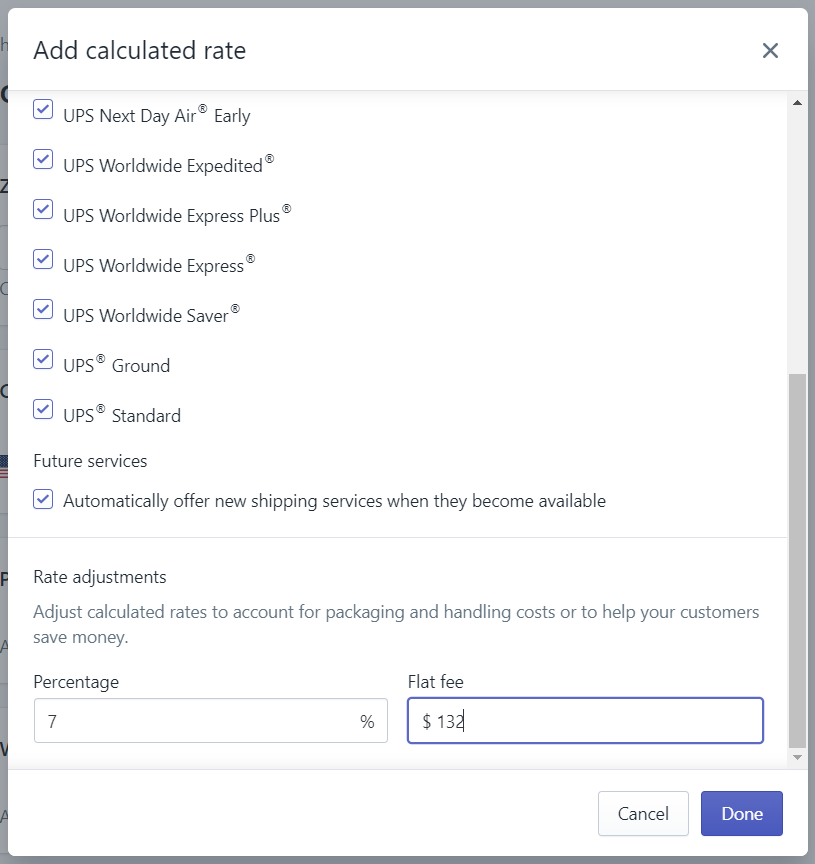 Add calculated rate
UPS Next Day Air® Early
UPS Worldwide Expedited®
UPS Worldwide Express Plus®
UPS Worldwide Express®
UPS Worldwide Saver®
UPS® Ground
UPS® Standard
Future services
Automatically offer new shipping services when they become available
Rate adjustments
Adjust calculated rates to account for packaging and handling costs or to help your customers
save money.
Percentage Flat fee
7 % $ 132
Cancel Done